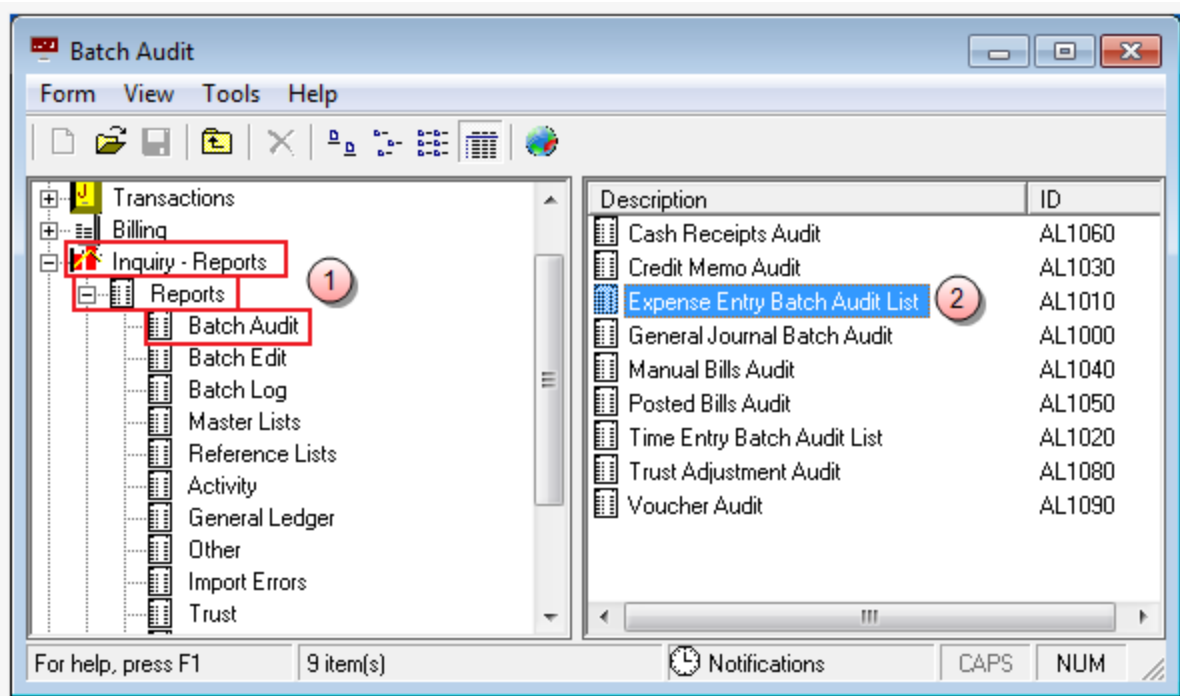 Batch Audit
Form View Tools Help
Transactions
Billing
Inquiry - Reports
Reports
1
Batch Audit
Batch Edit
Batch Log
Master Lists
Reference Lists
Activity
General Ledger
Other
Import Errors
Trust
Description ID
Cash Receipts Audit AL1060
Credit Memo Audit AL1030
Expense Entry Batch Audit List 2 AL1010
General Journal Batch Audit AL1000
Manual Bills Audit AL1040
Posted Bills Audit AL1050
Time Entry Batch Audit List AL1020
Trust Adjustment Audit AL1080
Voucher Audit AL1090
For help, press F1 9 item(s) Notifications CAPS NUM